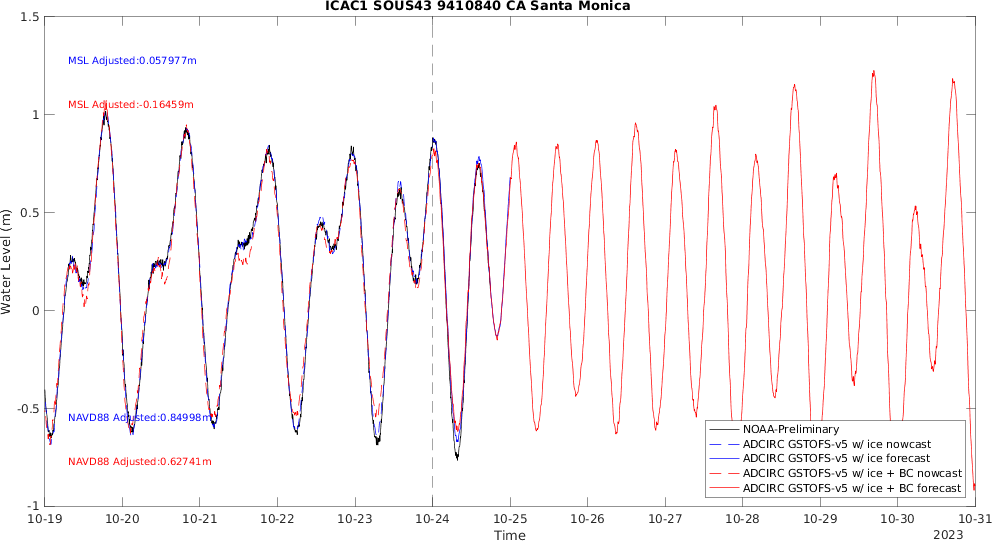 ICAC1 SOUS43 9410840 CA Santa Monica
1.5
MSL Adjusted:0.057977m
MSL Adjusted:-0.16459m
1
0.5
Water Level (m)
0
-0.5
NAVD88 Adjusted:0.84998m
NAVD88 Adjusted:0.62741m
-1
NOAA-Preliminary
ADCIRC GSTOFS-v5 w/ ice nowcast
ADCIRC GSTOFS-v5 w/ ice forecast
ADCIRC GSTOFS-v5 w/ ice + BC nowcast
ADCIRC GSTOFS-v5 w/ ice + BC forecast
10-19 10-20 10-21 10-22 10-23 10-24 10-25 10-26 10-27 10-28 10-29 10-30 10-31
Time
2023